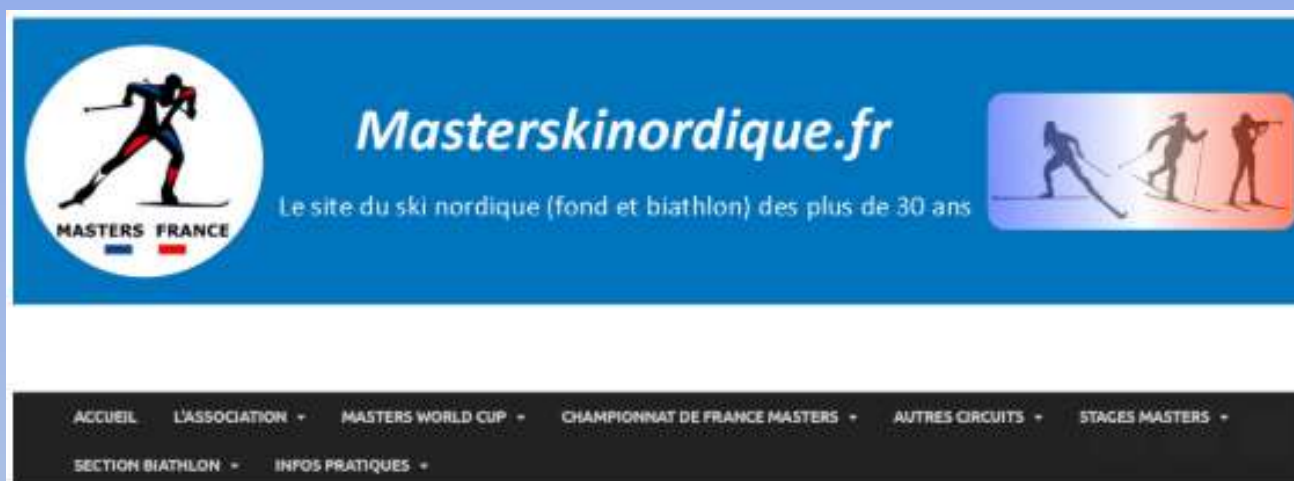 Masterskinordique.fr
Le site du ski nordique (fond et biathlon) des plus de 30 ans
MASTERS FRANCE
ACCUEIL L'ASSOCIATION MASTERS WORLD CUP CHAMPIONNAT DE FRANCE MASTERS AUTRES CIRCUITS STAGES MASTERS
SECTION BIATHLON INFOS PRATIQUES